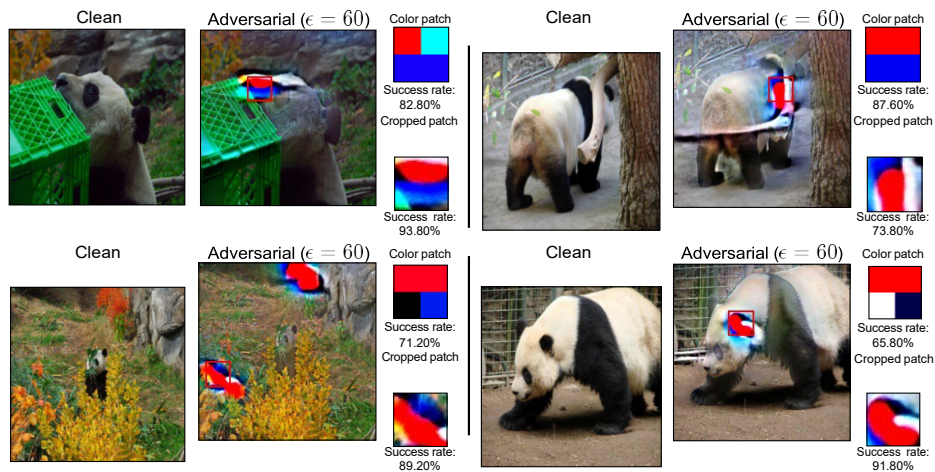 Clean
Adversarial (ϵ = 60)
Color patch
Success rate:
82.80%
Cropped patch
Success rate:
93.80%
Clean
Adversarial (ϵ = 60)
Color patch
Success rate:
87.60%
Cropped patch
Success rate:
73.80%
Clean
Adversarial (ϵ = 60)
Color patch
Success rate:
71.20%
Cropped patch
Success rate:
89.20%
Clean
Adversarial (ϵ = 60)
Color patch
Success rate:
65.80%
Cropped patch
Success rate:
91.80%